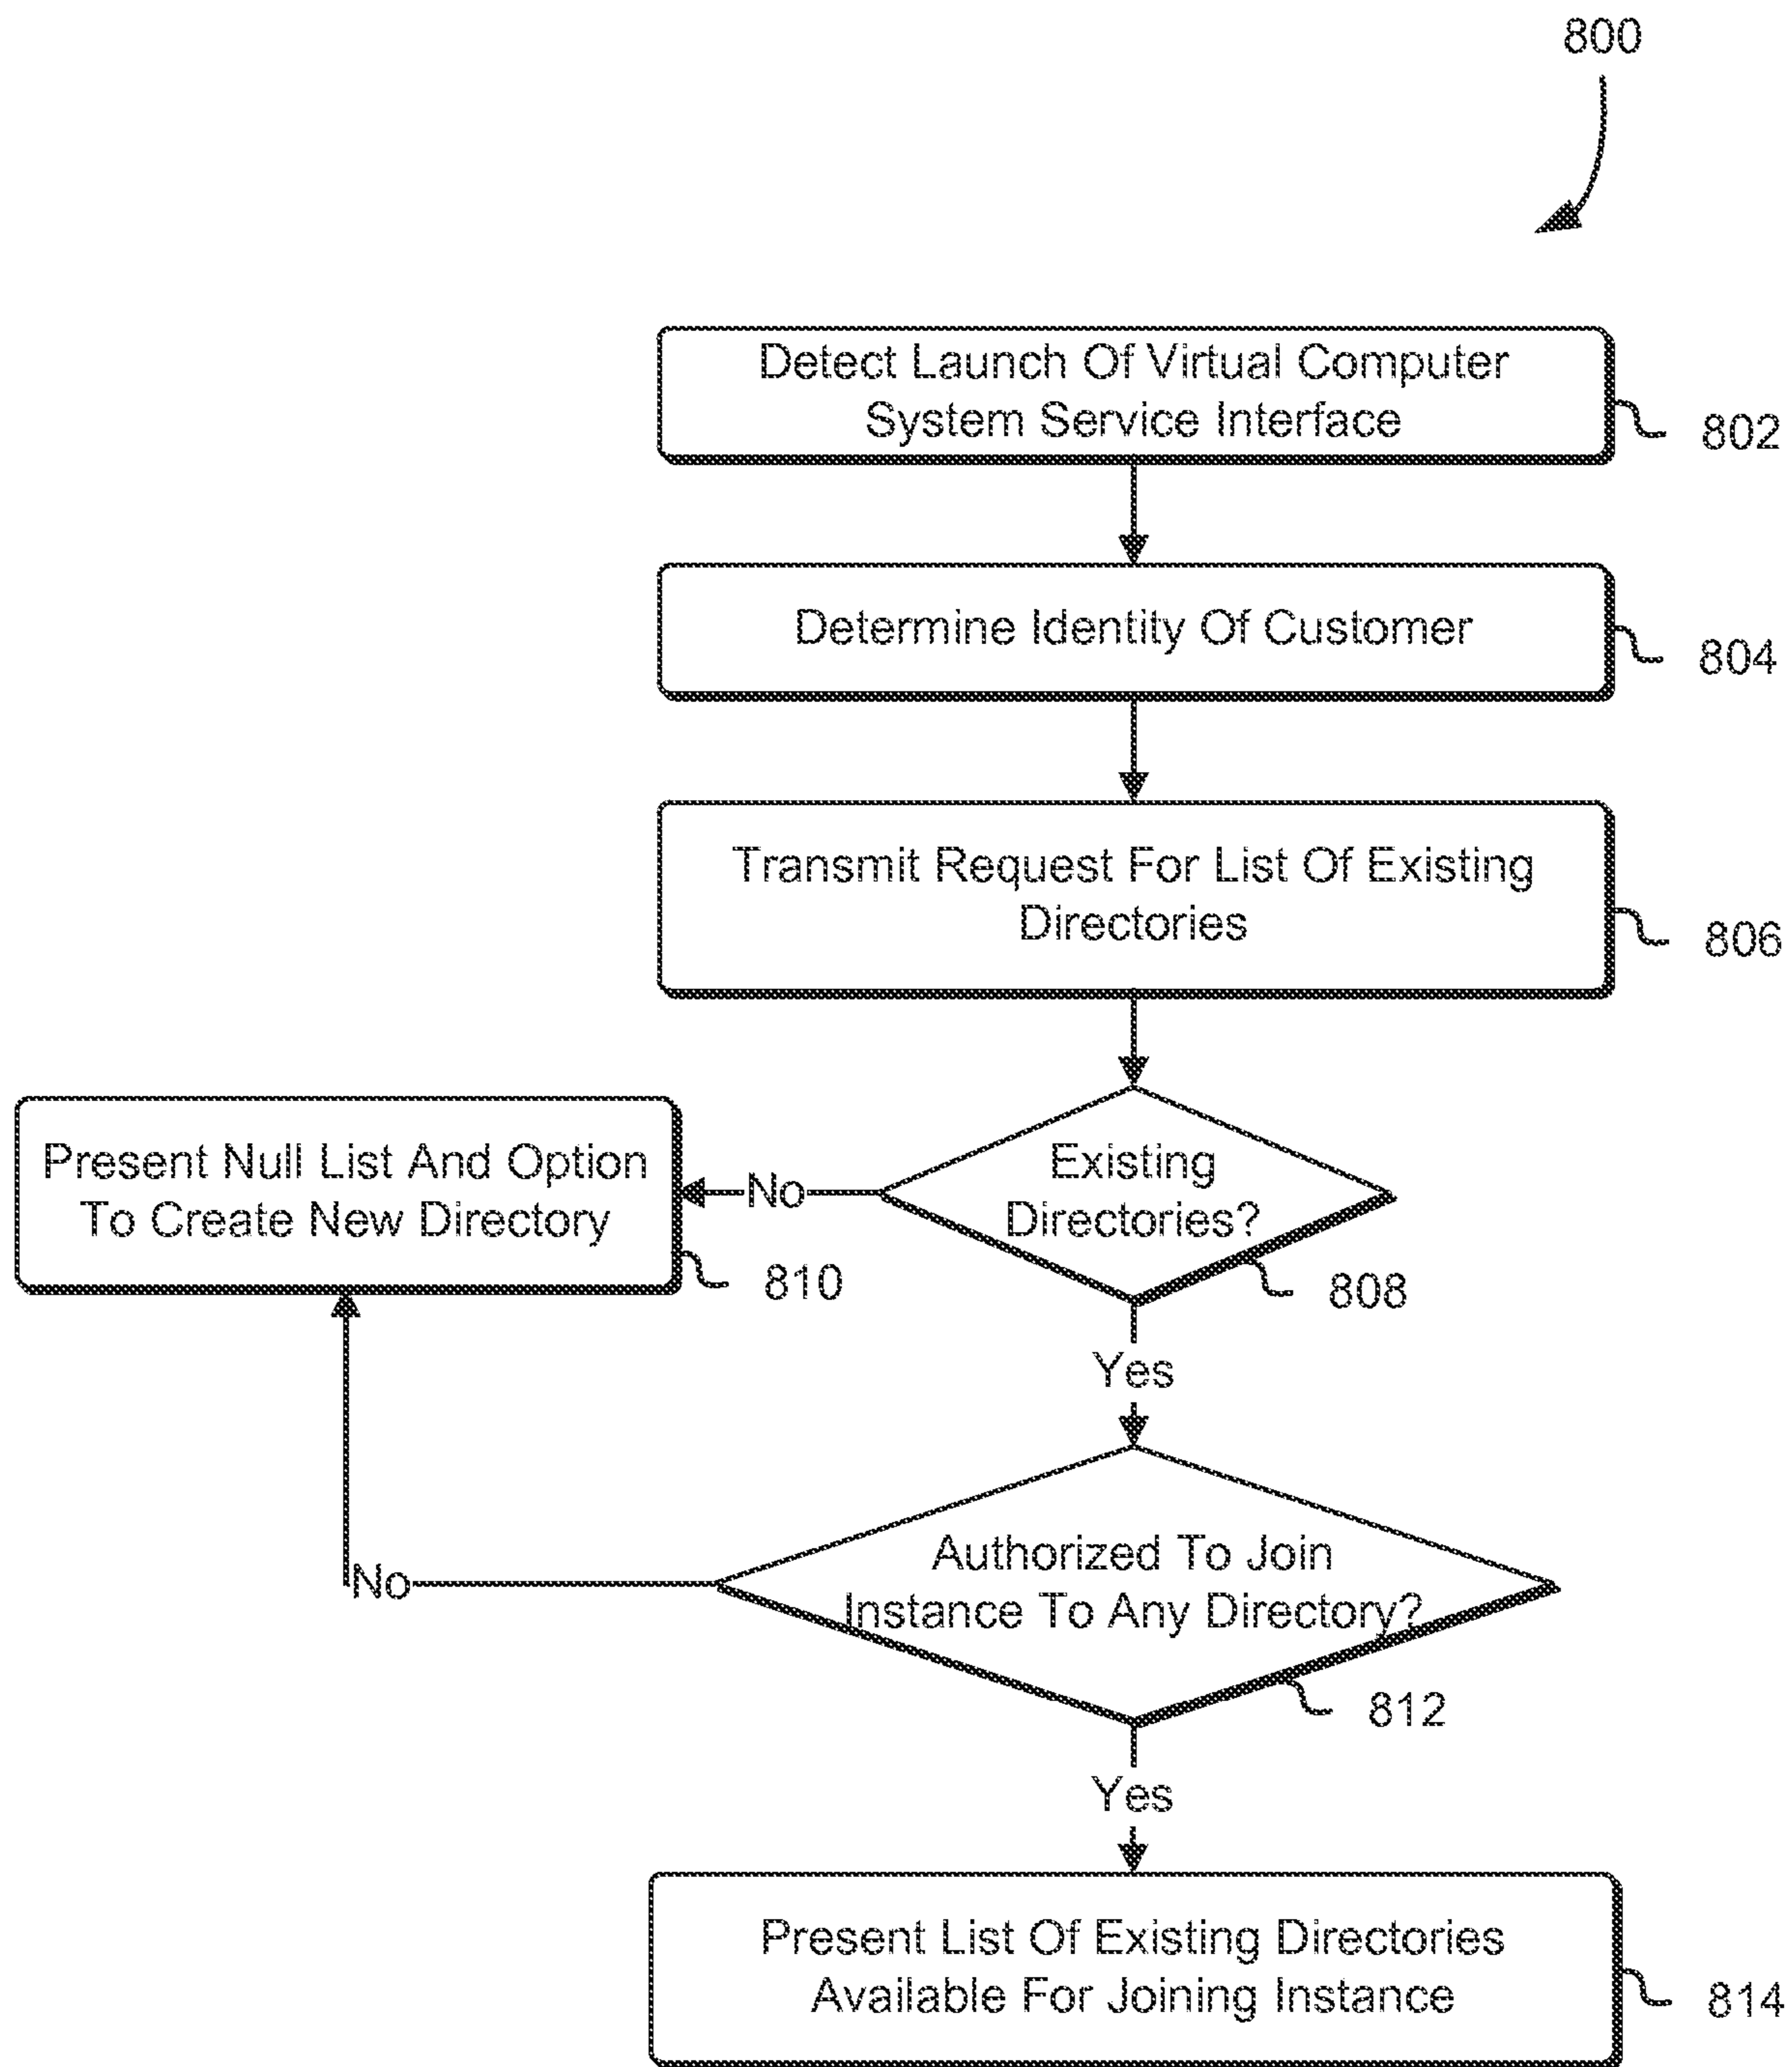 800
Detect Launch Of Virtual Computer
System Service Interface
802
Determine Identity Of Customer
804
Transmit Request For List Of Existing
Directories
806
Existing
Directories?
808
No
Present Null List And Option
To Create New Directory
810
Yes
Authorized To Join
Instance To Any Directory?
812
No
Yes
Present List Of Existing Directories
Available For Joining Instance
814